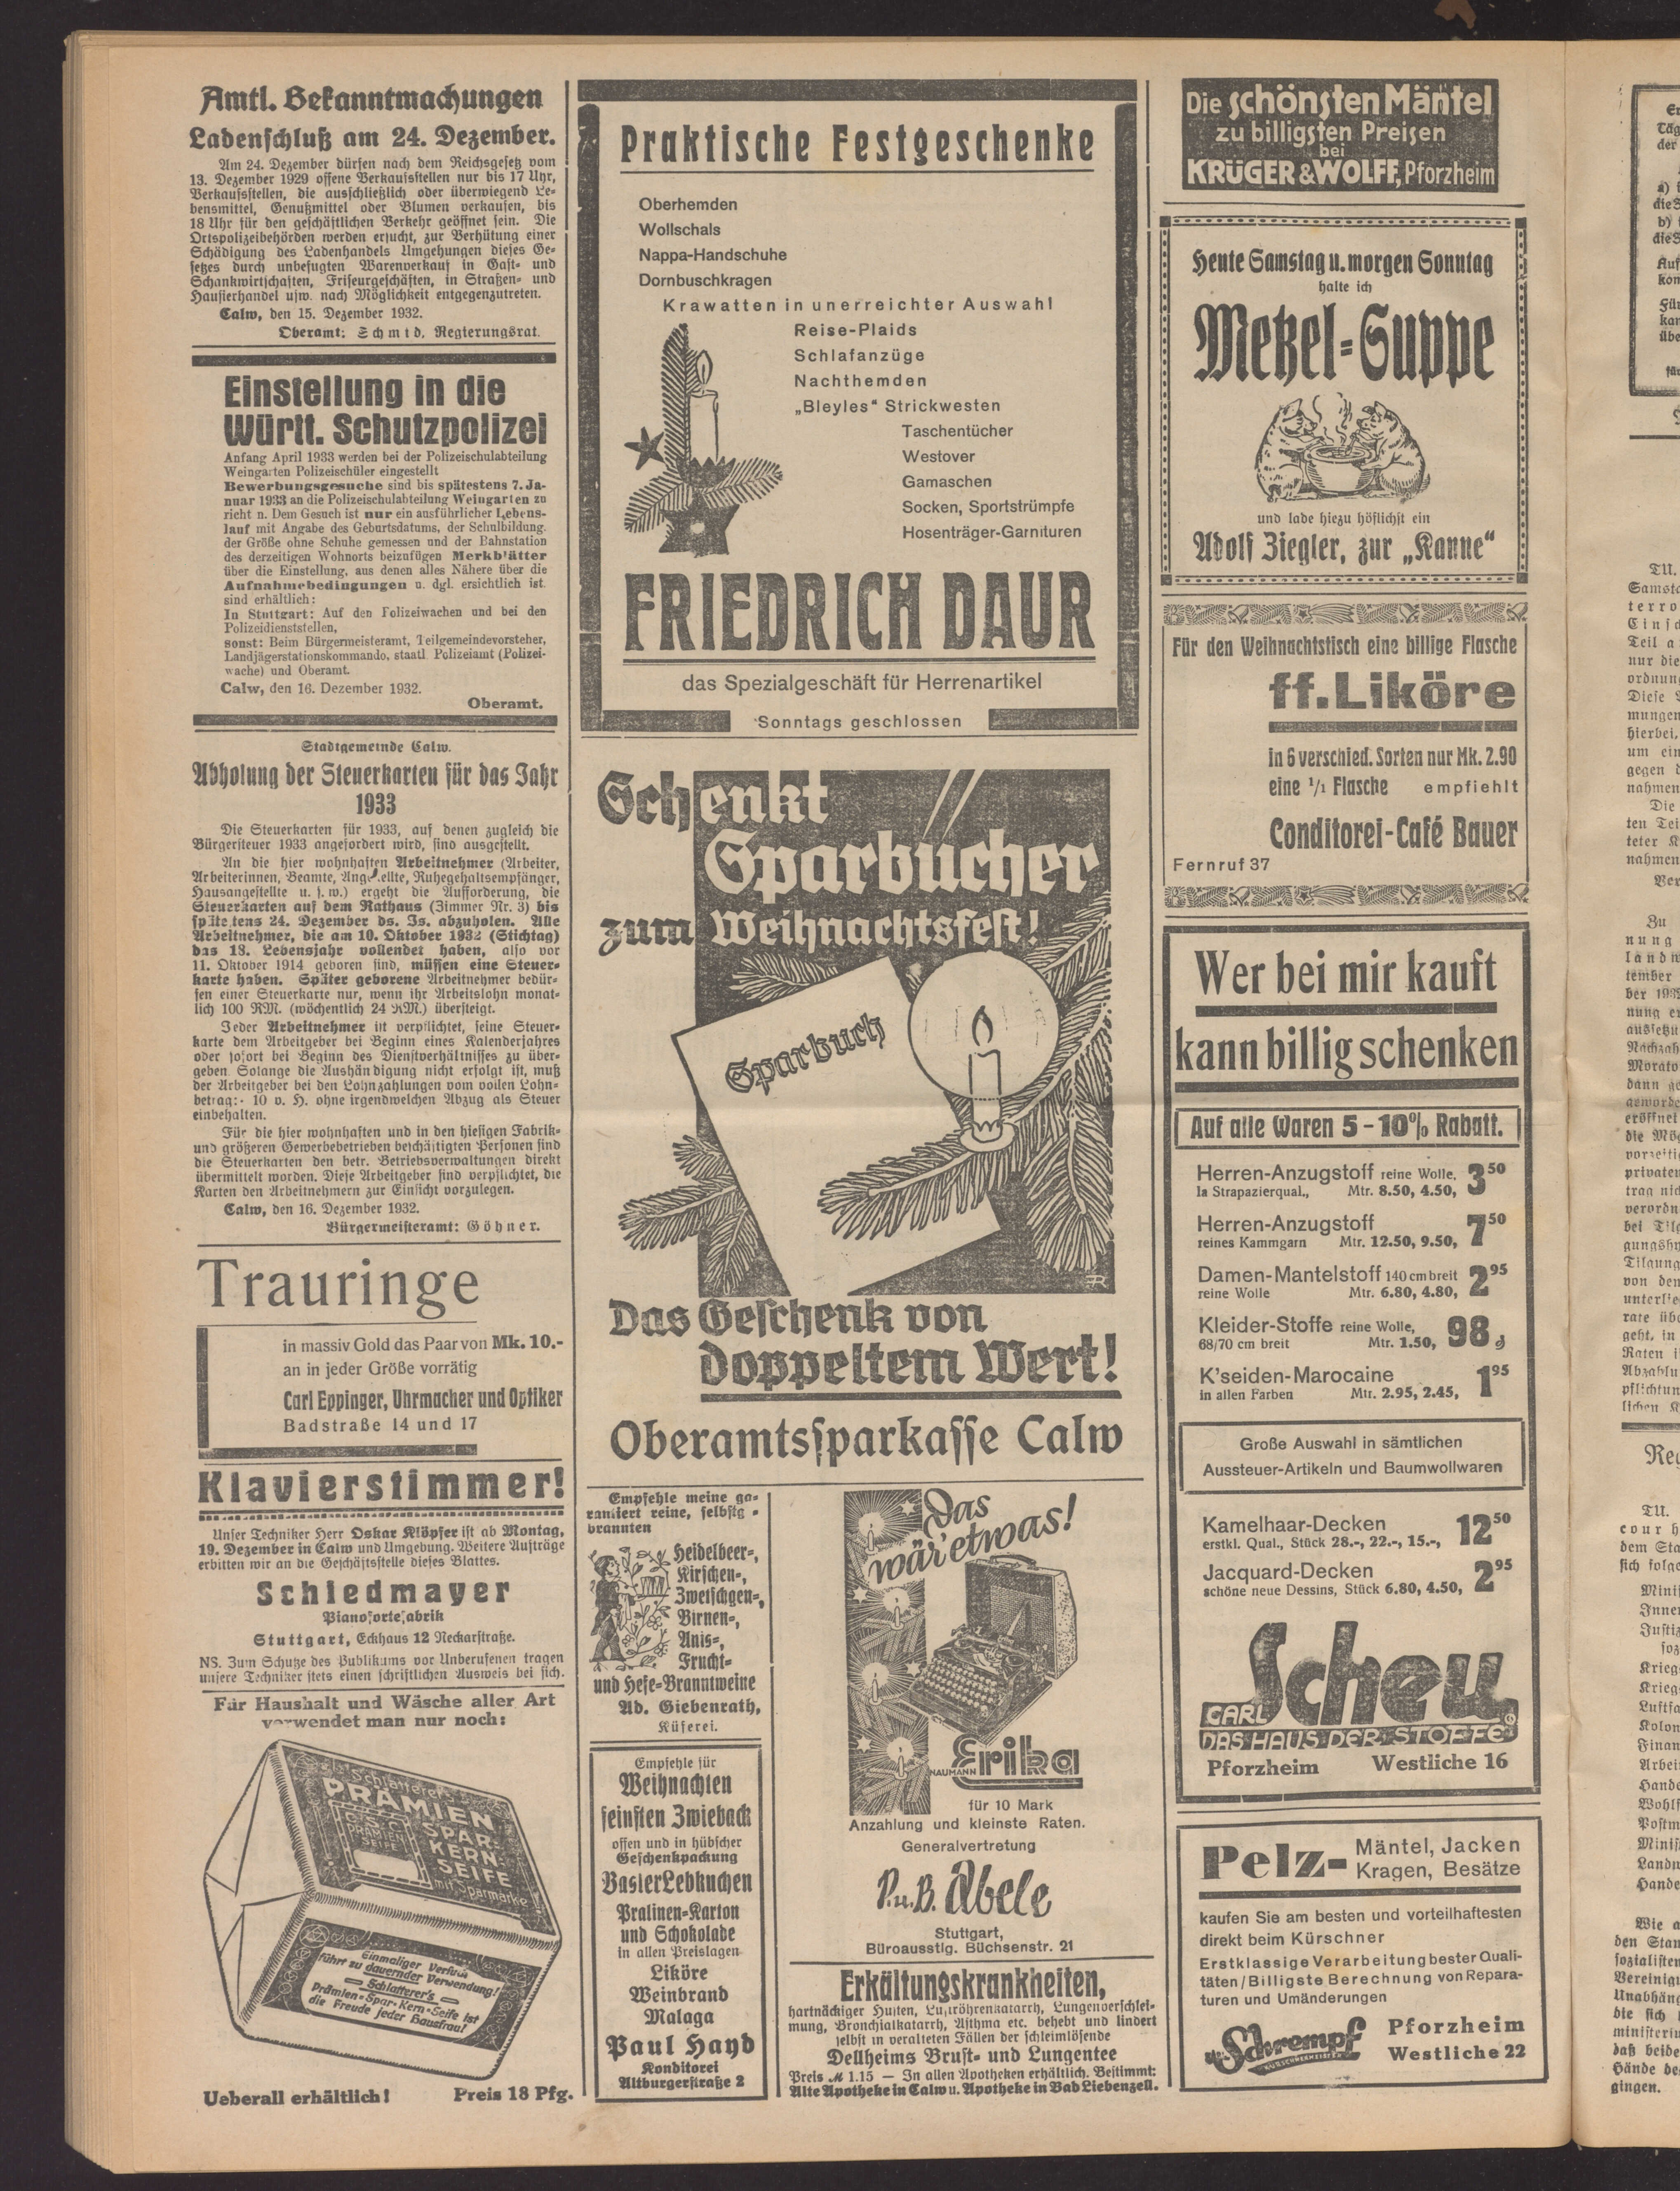 Amtl. Bekanntmachungen
Ladenschluß am 24. Dezember.
Am 24. Dezember dürfen nach dem Reichsgesetz vom
13. Dezember 1929 offene Verkaufsstellen nur bis 17 Uhr,
Verkaufsstellen, die ausschließlich oder überwiegend Le-
bensmittel, Genußmittel oder Blumen verkaufen, bis
18 Uhr für den geschäftlichen Verkehr geöffnet sein. Die
Ortspolizeibehörden werden ersucht, zur Verhütung einer
Schädigung des Ladenhandels Umgehungen dieses Ge-
setzes durch unbefugten Warenverkauf in Gast- und
Schankwirtschaften, Friseurgeschäften, in Straßen- und
Hausierhandel usw. nach Möglichkeit entgegenzutreten.
Calw, den 15. Dezember 1932.
Oberamt: Schmid, Regierungsrat.
Einstellung in die
Württ. Schutzpolizei
Anfang April 1933 werden bei der Polizeischulabteilung
Weingarten Polizeischüler eingestellt
Bewerbungsgesuche sind bis spätestens 7. Ja-
nuar 1933 an die Polizeischulabteilung Weingarten zu
richt n. Dem Gesuch ist nur ein ausführlicher Lebens-
lauf mit Angabe des Geburtsdatums, der Schulbildung,
der Größe ohne Schuhe gemessen und der Bahnstation
des derzeitigen Wohnorts beizufügen Merkblätter
über die Einstellung, aus denen alles Nähere über die
Aufnahmebedingungen u. dgl. ersichtlich ist.
sind erhältlich:
In Stuttgart: Auf den Polizeiwachen und bei den
Polizeidienststellen,
sonst: Beim Bürgermeisteramt, Teilgemeindevorsteher,
Landjägerstationskommando, staatl. Polizeiamt (Polizei-
wache) und Oberamt.
Calw, den 16. Dezember 1932.
Oberamt.
Stadtgemeinde Calw.
Abholung der Steuerkarten für das Jahr
1933
Die Steuerkarten für 1933, auf denen zugleich die
Bürgersteuer 1933 angefordert wird, sind ausgestellt.
An die hier wohnhaften Arbeitnehmer (Arbeiter,
Arbeiterinnen, Beamte, Angestellte, Ruhegehaltsempfänger,
Hausangestellte u. s. w.) ergeht die Aufforderung, die
Steuerkarten auf dem Rathaus (Zimmer Nr. 3) bis
spätestens 24. Dezember ds. Js. abzuholen. Alle
Arbeitnehmer, die am 10. Oktober 1932 (Stichtag)
das 18. Lebensjahr vollendet haben, also vor
11. Oktober 1914 geboren sind, müssen eine Steuer-
karte haben. Später geborene Arbeitnehmer bedür-
fen einer Steuerkarte nur, wenn ihr Arbeitslohn monat-
lich 100 RM. (wöchentlich 24 RM.) übersteigt.
Jeder Arbeitnehmer ist verpflichtet, seine Steuer-
karte dem Arbeitgeber bei Beginn eines Kalenderjahres
oder sofort bei Beginn des Dienstverhältnisses zu über-
geben Solange die Aushändigung nicht erfolgt ist, muß
der Arbeitgeber bei den Lohnzahlungen vom vollen Lohn-
betrag: 10 v. H. ohne irgendwelchen Abzug als Steuer
einbehalten.
Für die hier wohnhaften und in den hiesigen Fabrik-
und größeren Gewerbebetrieben beschäftigten Personen sind
die Steuerkarten den betr. Betriebsverwaltungen direkt
übermittelt worden. Diese Arbeitgeber sind verpflichtet, die
Karten den Arbeitnehmern zur Einsicht vorzulegen.
Calw, den 16. Dezember 1932.
Bürgermeisteramt: Göhner.
Trauringe
in massiv Gold das Paar von Mk. 10.-
an in jeder Größe vorrätig
Carl Eppinger, Uhrmacher und Optiker
Badstraße 14 und 17
Klavierstimmer!
Unser Techniker Herr Oskar Klöpfer ist ab Montag,
19. Dezember in Calw und Umgebung. Weitere Aufträge
erbitten wir an die Geschäftsstelle dieses Blattes.
Schiedmayer
Pianofortefabrik
Stuttgart, Eckhaus 12 Neckarstraße.
NS. Zum Schutze des Publikums vor Unberufenen tragen
unsere Techniker stets einen schriftlichen Ausweis bei sich.
Für Haushalt und Wäsche aller Art
verwendet man nur noch:
Schlatterer's
PRÄMIEN
SPAR-
KERN-
SEIFE
mit Sparmarke
Einmaliger Versuch
führt zu dauernder Verwendung!
Schlatterer's
Prämien-Spar-Kern-Seife ist
die Freude jeder Hausfrau!
Ueberall erhältlich!
Preis 18 Pfg.
Praktische Festgeschenke
Oberhemden
Wollschals
Nappa-Handschuhe
Dornbuschkragen
Krawatten in unerreichter Auswahl
Reise-Plaids
Schlafanzüge
Nachthemden
„Bleyles“ Strickwesten
Taschentücher
Westover
Gamaschen
Socken, Sportstrümpfe
Hosenträger-Garnituren
FRIEDRICH DAUR
das Spezialgeschäft für Herrenartikel
Sonntags geschlossen
Schenkt
Sparbücher
zum Weihnachtsfest!
Sparbuch
Das Geschenk von
doppeltem Wert!
Oberamtssparkasse Calw
Empfehle meine ga-
rantiert reine, selbstg-
brannten
Heidelbeer-,
Kirschen-,
Zwetschgen-,
Birnen-,
Anis-,
Frucht-
und Hefe-Branntweine
Ad. Giebenrath,
Küferei.
Empfehle für
Weihnachten
feinsten Zwieback
offen und in hübscher
Geschenkpackung
Basler Lebkuchen
Pralinen-Karton
und Schokolade
in allen Preislagen
Liköre
Weinbrand
Malaga
Paul Hayd
Konditorei
Altburgerstraße 2
Das
wär' etwas!
NAUMANN Erika
für 10 Mark
Anzahlung und kleinste Raten.
Generalvertretung
P. u. B. Abele
Stuttgart,
Büroausstlg. Büchsenstr. 21
Erkältungskrankheiten,
hartnäckiger Husten, Luftröhrenkatarrh, Lungenverschlei-
mung, Bronchialkatarrh, Asthma etc. behebt und lindert
selbst in veralteten Fällen der schleimlösende
Dellheims Brust- und Lungentee
Preis ℳ 1.15 — In allen Apotheken erhältlich. Bestimmt:
Alte Apotheke in Calw u. Apotheke in Bad Liebenzell.
Die schönsten Mäntel
zu billigsten Preisen
bei
KRÜGER & WOLFF, Pforzheim
Heute Samstag u. morgen Sonntag
halte ich
Metzel-Suppe
und lade hiezu höflichst ein
Adolf Ziegler, zur „Kanne“
Für den Weihnachtstisch eine billige Flasche
ff. Liköre
in 6 verschied. Sorten nur Mk. 2.90
eine 1/1 Flasche empfiehlt
Conditorei-Café Bauer
Fernruf 37
Wer bei mir kauft
kann billig schenken
Auf alle Waren 5-10% Rabatt.
Herren-Anzugstoff reine Wolle, 3 50
Ia Strapazierqual., Mtr. 8.50, 4.50,
Herren-Anzugstoff 7 50
reines Kammgarn Mtr. 12.50, 9.50,
Damen-Mantelstoff 140 cm breit 2 95
reine Wolle Mtr. 6.80, 4.80,
Kleider-Stoffe reine Wolle, 98 ₰
68/70 cm breit Mtr. 1.50,
K'seiden-Marocaine 1 95
in allen Farben Mtr. 2.95, 2.45,
Große Auswahl in sämtlichen
Aussteuer-Artikeln und Baumwollwaren
Kamelhaar-Decken 12 50
erstkl. Qual., Stück 28.-, 22.-, 15.-,
Jacquard-Decken 2 95
schöne neue Dessins, Stück 6.80, 4.50,
CARL Scheu
DAS HAUS DER STOFFE
Pforzheim Westliche 16
Pelz- Mäntel, Jacken
Kragen, Besätze
kaufen Sie am besten und vorteilhaftesten
direkt beim Kürschner
Erstklassige Verarbeitung bester Quali-
täten / Billigste Berechnung von Repara-
turen und Umänderungen
Schrempf
Pforzheim
Westliche 22